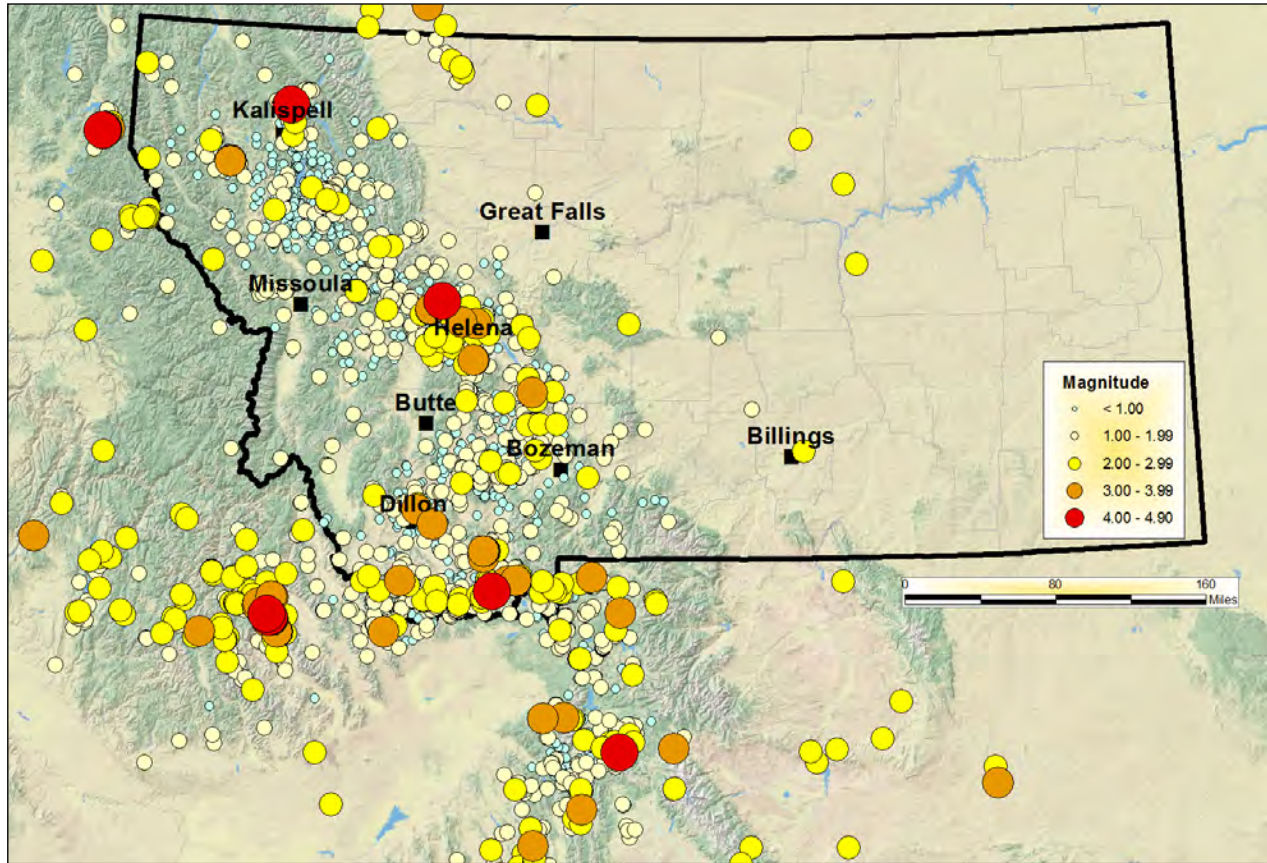 Kalispell
Great Falls
Missoula
Helena
Butte
Bozeman
Billings
Dillon
Magnitude
< 1.00
1.00 - 1.99
2.00 - 2.99
3.00 - 3.99
4.00 - 4.90
0 80 160
Miles